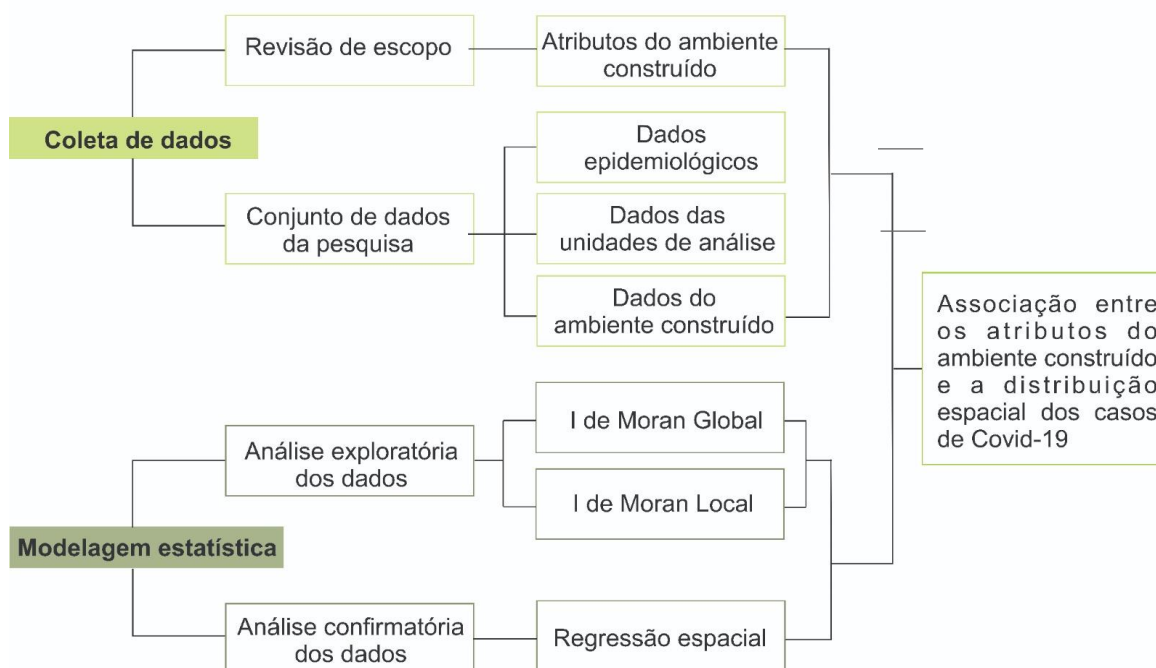 Coleta de dados
Revisão de escopo
Atributos do ambiente
construído
Conjunto de dados
da pesquisa
Dados
epidemiológicos
Dados das
unidades de análise
Dados do
ambiente construído
Modelagem estatística
Análise exploratória
dos dados
I de Moran Global
I de Moran Local
Análise confirmatória
dos dados
Regressão espacial
Associação entre
os atributos do
ambiente construído
e a distribuição
espacial dos casos
de Covid-19